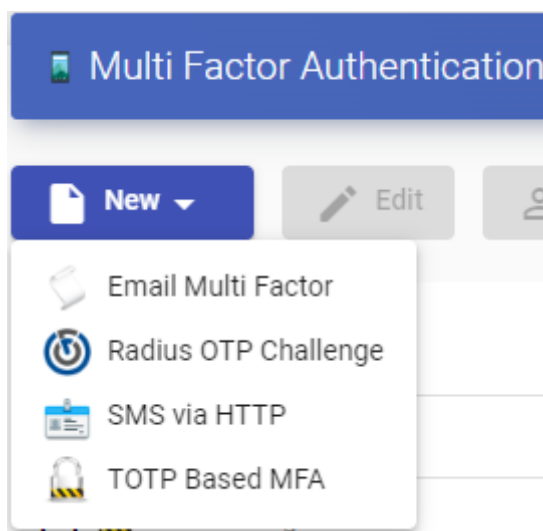 Multi Factor Authentication
New
Edit
Email Multi Factor
Radius OTP Challenge
SMS via HTTP
TOTP Based MFA